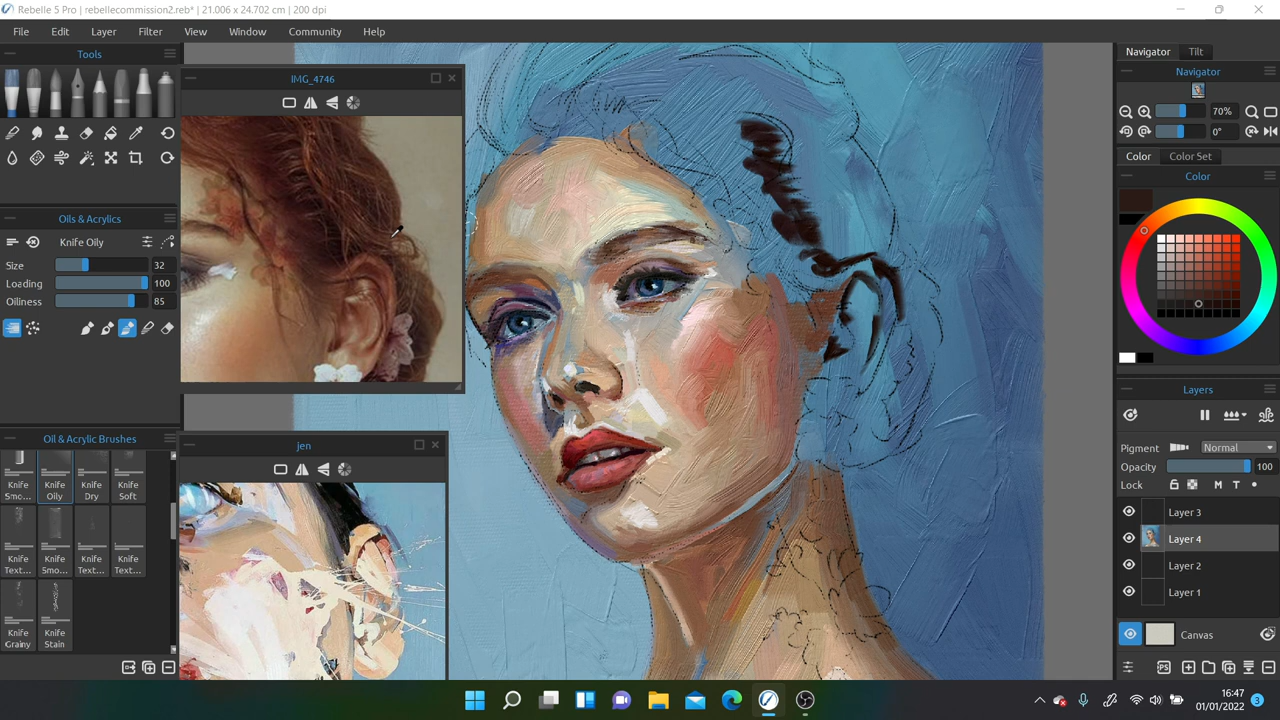 Rebelle 5 Pro | rebellecommission2.reb* | 21.006 x 24.702 cm | 200 dpi
File Edit Layer Filter View Window Community Help
Tools
IMG_4746
Navigator Tilt
Navigator
70%
0°
Color Color Set
Color
Oils & Acrylics
Knife Oily
Size 32
Loading 100
Oiliness 85
Layers
Pigment Normal
Opacity 100
Lock M T
Layer 3
Layer 4
Layer 2
Layer 1
Canvas
PS
Oil & Acrylic Brushes
Knife Smo... Knife Oily Knife Dry Knife Soft
Knife Text... Knife Smo... Knife Text... Knife Text...
Knife Grainy Knife Stain
jen
16:47
01/01/2022
3